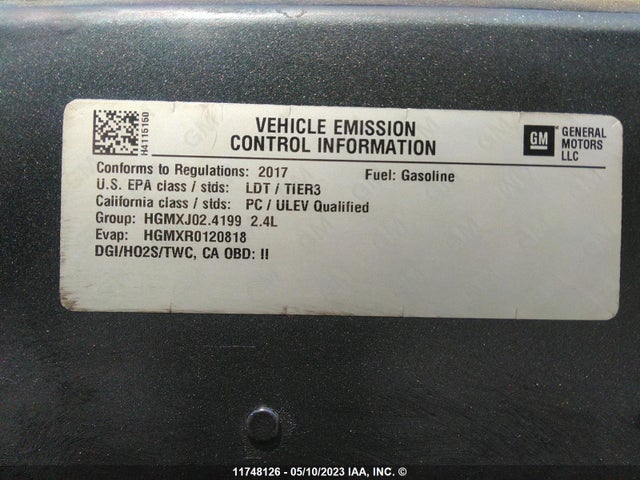 H4115150
VEHICLE EMISSION
CONTROL INFORMATION
GM
GENERAL
MOTORS
LLC
Conforms to Regulations: 2017 Fuel: Gasoline
U.S. EPA class / stds: LDT / TIER3
California class / stds: PC / ULEV Qualified
Group: HGMXJ02.4199 2.4L
Evap: HGMXR0120818
DGI/HO2S/TWC, CA OBD: II
11748126 - 05/10/2023 IAA, INC. ©